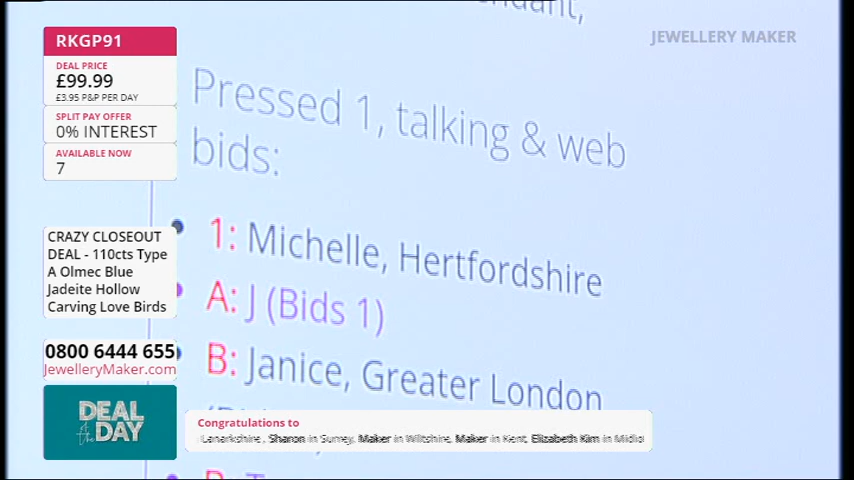 RKGP91
JEWELLERY MAKER
DEAL PRICE
£99.99
£3.95 P&P PER DAY
SPLIT PAY OFFER
0% INTEREST
AVAILABLE NOW
7
Pressed 1, talking & web
bids:
1: Michelle, Hertfordshire
A: J (Bids 1)
B: Janice, Greater London
CRAZY CLOSEOUT
DEAL - 110cts Type
A Olmec Blue
Jadeite Hollow
Carving Love Birds
0800 6444 655
JewelleryMaker.com
DEAL
of the
DAY
Congratulations to
Lanarkshire, Sharon in Surrey, Maker in Wiltshire, Maker in Kent, Elizabeth Kim in Midlo